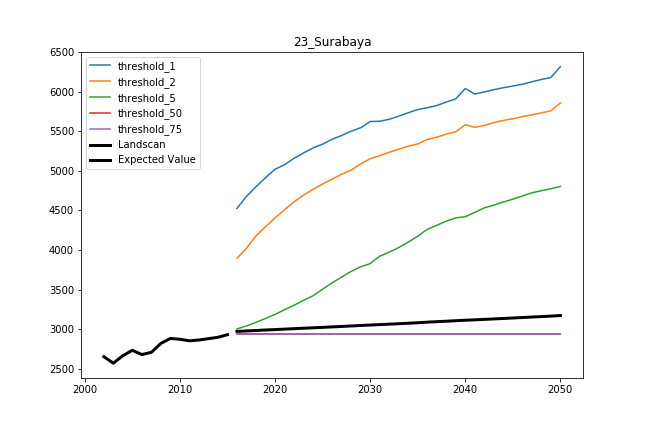 23_Surabaya
6500
6000
5500
5000
4500
4000
3500
3000
2500
threshold_1
threshold_2
threshold_5
threshold_50
threshold_75
Landscan
Expected Value
2000 2010 2020 2030 2040 2050